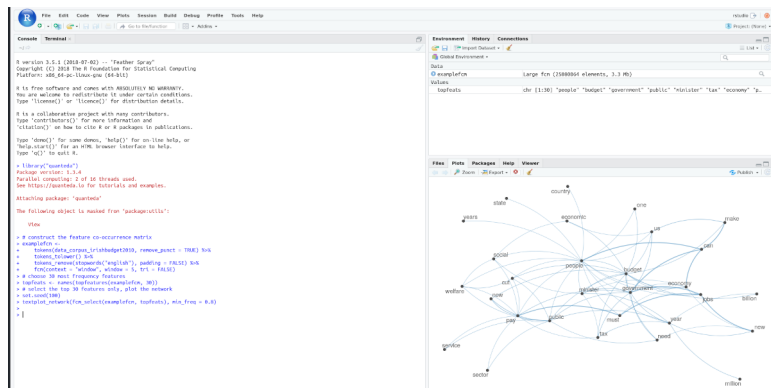 File Edit Code View Plots Session Build Debug Profile Tools Help
rstudio
Go to file/function
Addins
Project: (None)
Console Terminal
R version 3.5.1 (2018-07-02) -- "Feather Spray"
Copyright (C) 2018 The R Foundation for Statistical Computing
Platform: x86_64-pc-linux-gnu (64-bit)
R is free software and comes with ABSOLUTELY NO WARRANTY.
You are welcome to redistribute it under certain conditions.
Type 'license()' or 'licence()' for distribution details.
R is a collaborative project with many contributors.
Type 'contributors()' for more information and
'citation()' on how to cite R or R packages in publications.
Type 'demo()' for some demos, 'help()' for on-line help, or
'help.start()' for an HTML browser interface to help.
Type 'q()' to quit R.
> library("quanteda")
Package version: 1.3.4
Parallel computing: 2 of 16 threads used.
See https://quanteda.io for tutorials and examples.
Attaching package: 'quanteda'
The following object is masked from 'package:utils':
View
> # construct the feature co-occurrence matrix
> examplefcm <-
+ tokens(data_corpus_irishbudget2010, remove_punct = TRUE) %>%
+ tokens_tolower() %>%
+ tokens_remove(stopwords("english"), padding = FALSE) %>%
+ fcm(context = "window", window = 5, tri = FALSE)
> # choose 30 most frequency features
> topfeats <- names(topfeatures(examplefcm, 30))
> # select the top 30 features only, plot the network
> set.seed(100)
> textplot_network(fcm_select(examplefcm, topfeats), min_freq = 0.8)
>
>
Environment History Connections
Import Dataset
List
Global Environment
Data
examplefcm Large fcm (25080064 elements, 3.3 Mb)
Values
topfeats chr [1:30] "people" "budget" "government" "public" "minister" "tax" "economy" "p…
Files Plots Packages Help Viewer
Zoom Export
Publish
country
state
one
years
economic
make
us
can
social
people
budget
cut
economy
welfare
now
minister
government
jobs
billion
pay
public
must
year
new
tax
need
service
sector
million